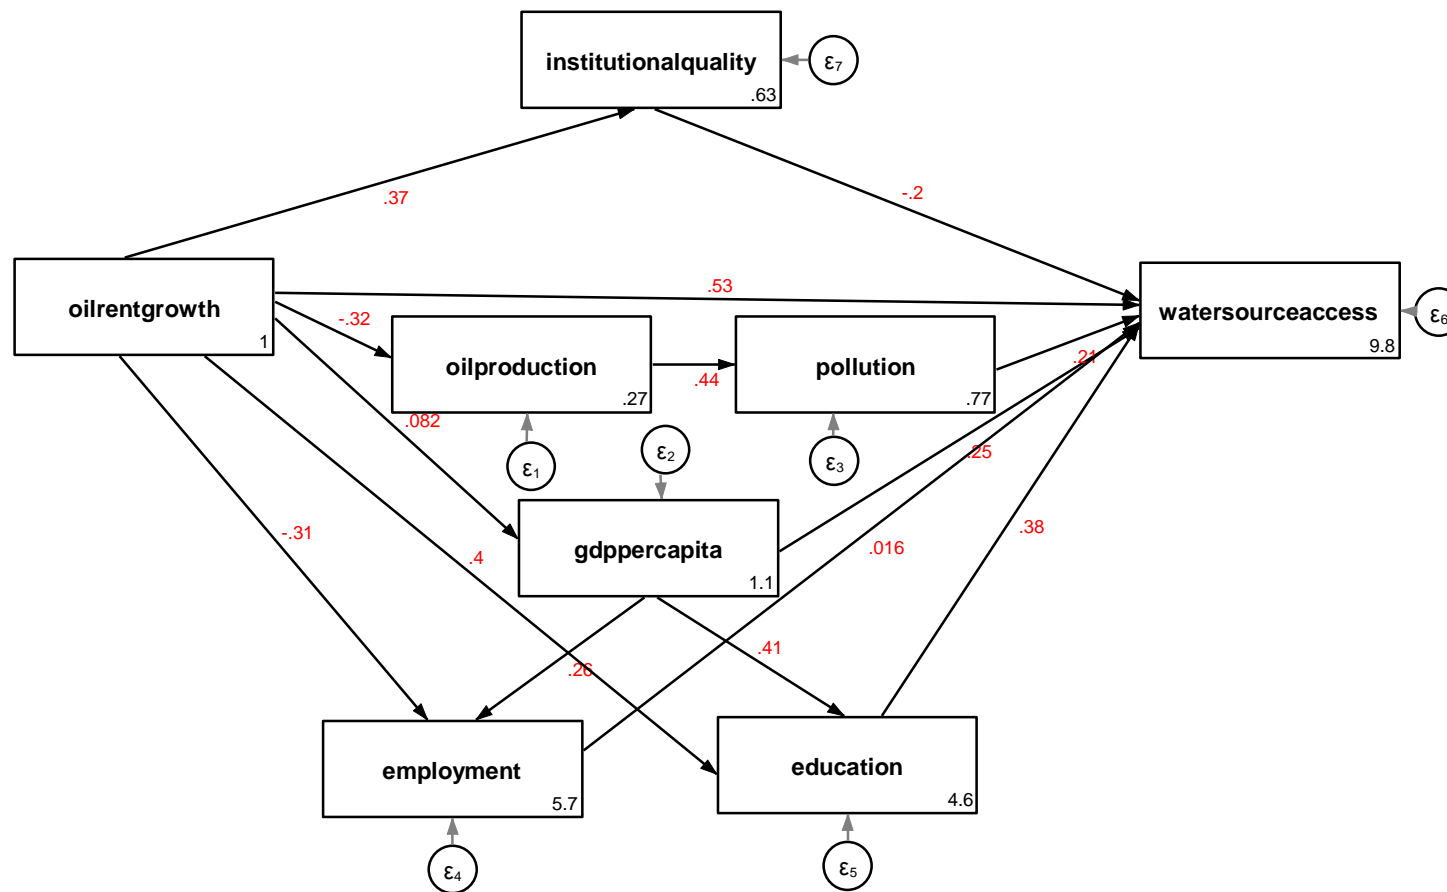 institutionalquality
.63
ε7
.37
-.2
oilrentgrowth
1
.53
watersourceaccess
9.8
ε6
-.32
oilproduction
.27
.44
pollution
.77
.21
.082
ε1
ε2
ε3
.25
gdppercapita
1.1
-.31
.4
.016
.38
.26
.41
employment
5.7
education
4.6
ε4
ε5